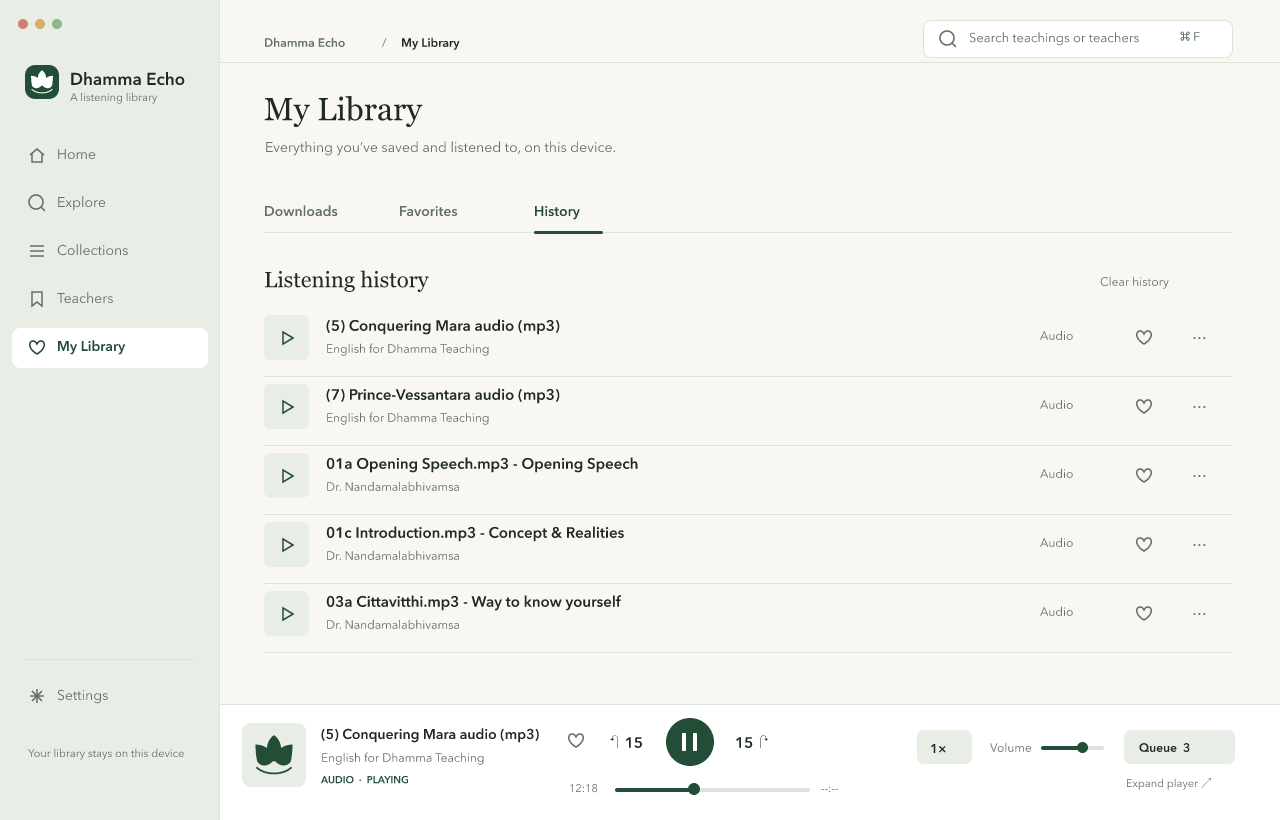 Dhamma Echo
A listening library
Home
Explore
Collections
Teachers
My Library
Settings
Your library stays on this device
Dhamma Echo / My Library
Search teachings or teachers ⌘ F
My Library
Everything you’ve saved and listened to, on this device.
Downloads Favorites History
Listening history Clear history
(5) Conquering Mara audio (mp3)
English for Dhamma Teaching
Audio
(7) Prince-Vessantara audio (mp3)
English for Dhamma Teaching
Audio
01a Opening Speech.mp3 - Opening Speech
Dr. Nandamalabhivamsa
Audio
01c Introduction.mp3 - Concept & Realities
Dr. Nandamalabhivamsa
Audio
03a Cittavitthi.mp3 - Way to know yourself
Dr. Nandamalabhivamsa
Audio
(5) Conquering Mara audio (mp3)
English for Dhamma Teaching
AUDIO · PLAYING
15 15
12:18 --:--
1×
Volume
Queue 3
Expand player ↗